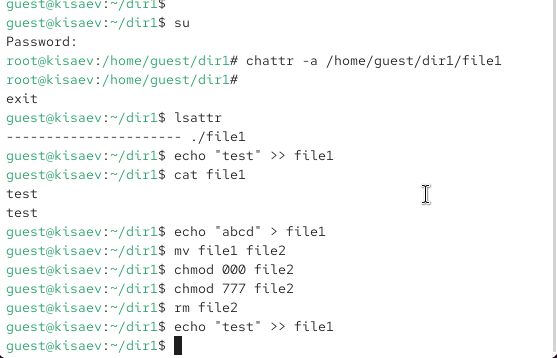 guest@kisaev:~/dir1$
guest@kisaev:~/dir1$ su
Password:
root@kisaev:/home/guest/dir1# chattr -a /home/guest/dir1/file1
root@kisaev:/home/guest/dir1#
exit
guest@kisaev:~/dir1$ lsattr
---------------------- ./file1
guest@kisaev:~/dir1$ echo "test" >> file1
guest@kisaev:~/dir1$ cat file1
test
test
guest@kisaev:~/dir1$ echo "abcd" > file1
guest@kisaev:~/dir1$ mv file1 file2
guest@kisaev:~/dir1$ chmod 000 file2
guest@kisaev:~/dir1$ chmod 777 file2
guest@kisaev:~/dir1$ rm file2
guest@kisaev:~/dir1$ echo "test" >> file1
guest@kisaev:~/dir1$